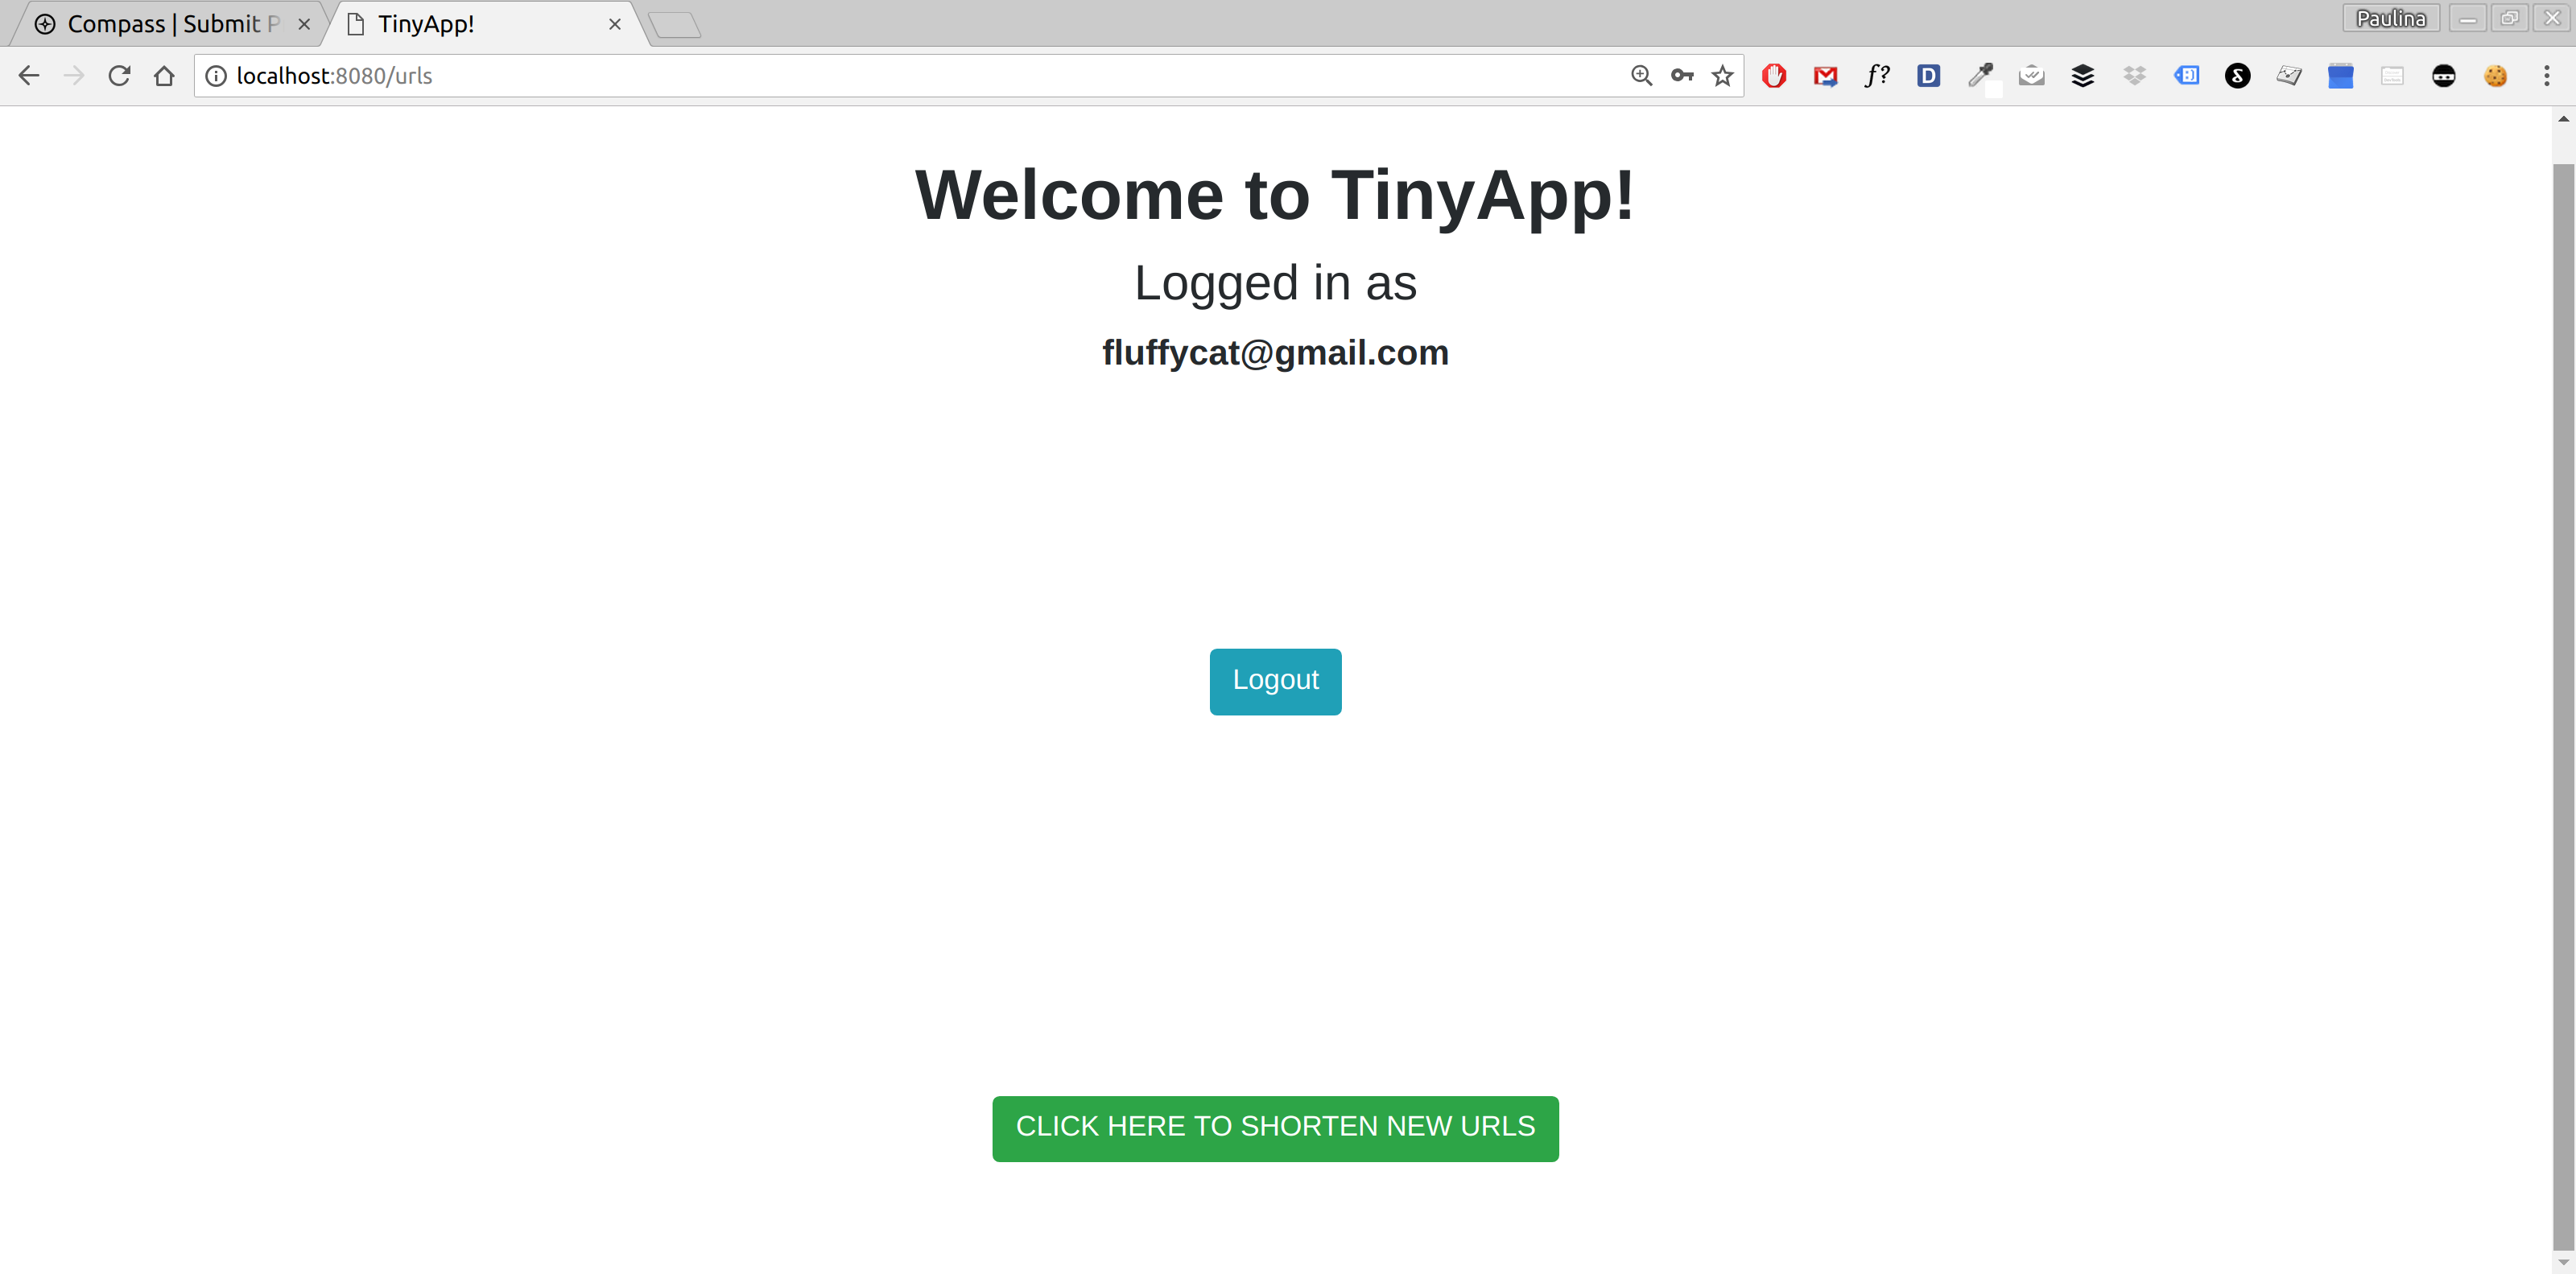 Compass | Submit P
TinyApp!
Paulina
localhost:8080/urls
f?
D
Welcome to TinyApp!
Logged in as
fluffycat@gmail.com
Logout
CLICK HERE TO SHORTEN NEW URLS